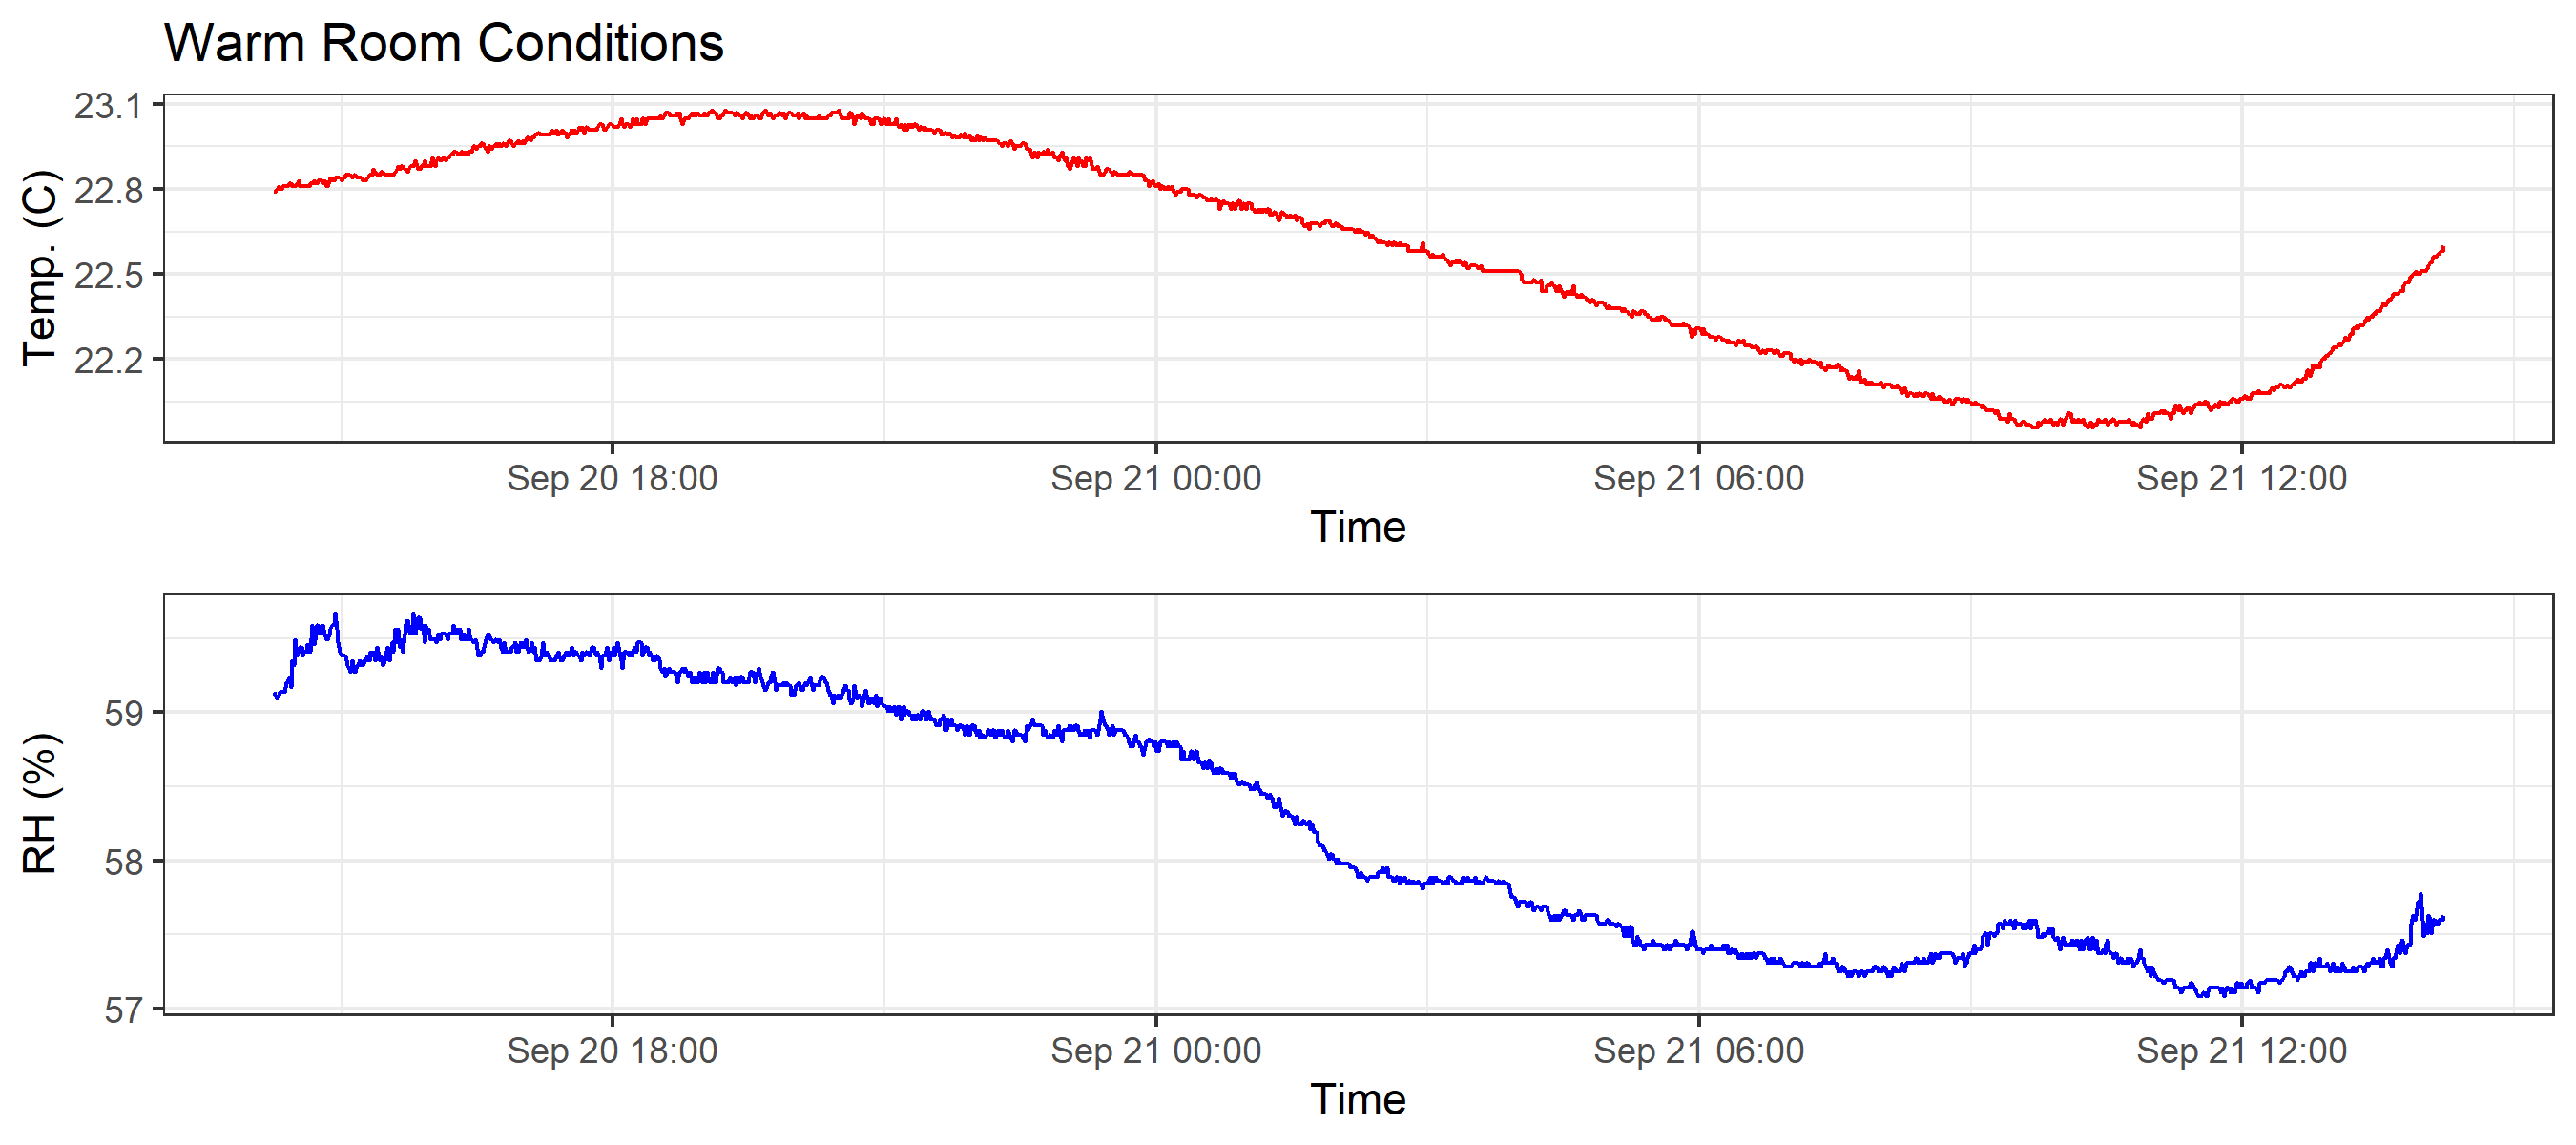 Warm Room Conditions
23.1
22.8
22.5
22.2
Temp. (C)
Sep 20 18:00 Sep 21 00:00 Sep 21 06:00 Sep 21 12:00
Time
59
58
57
RH (%)
Sep 20 18:00 Sep 21 00:00 Sep 21 06:00 Sep 21 12:00
Time